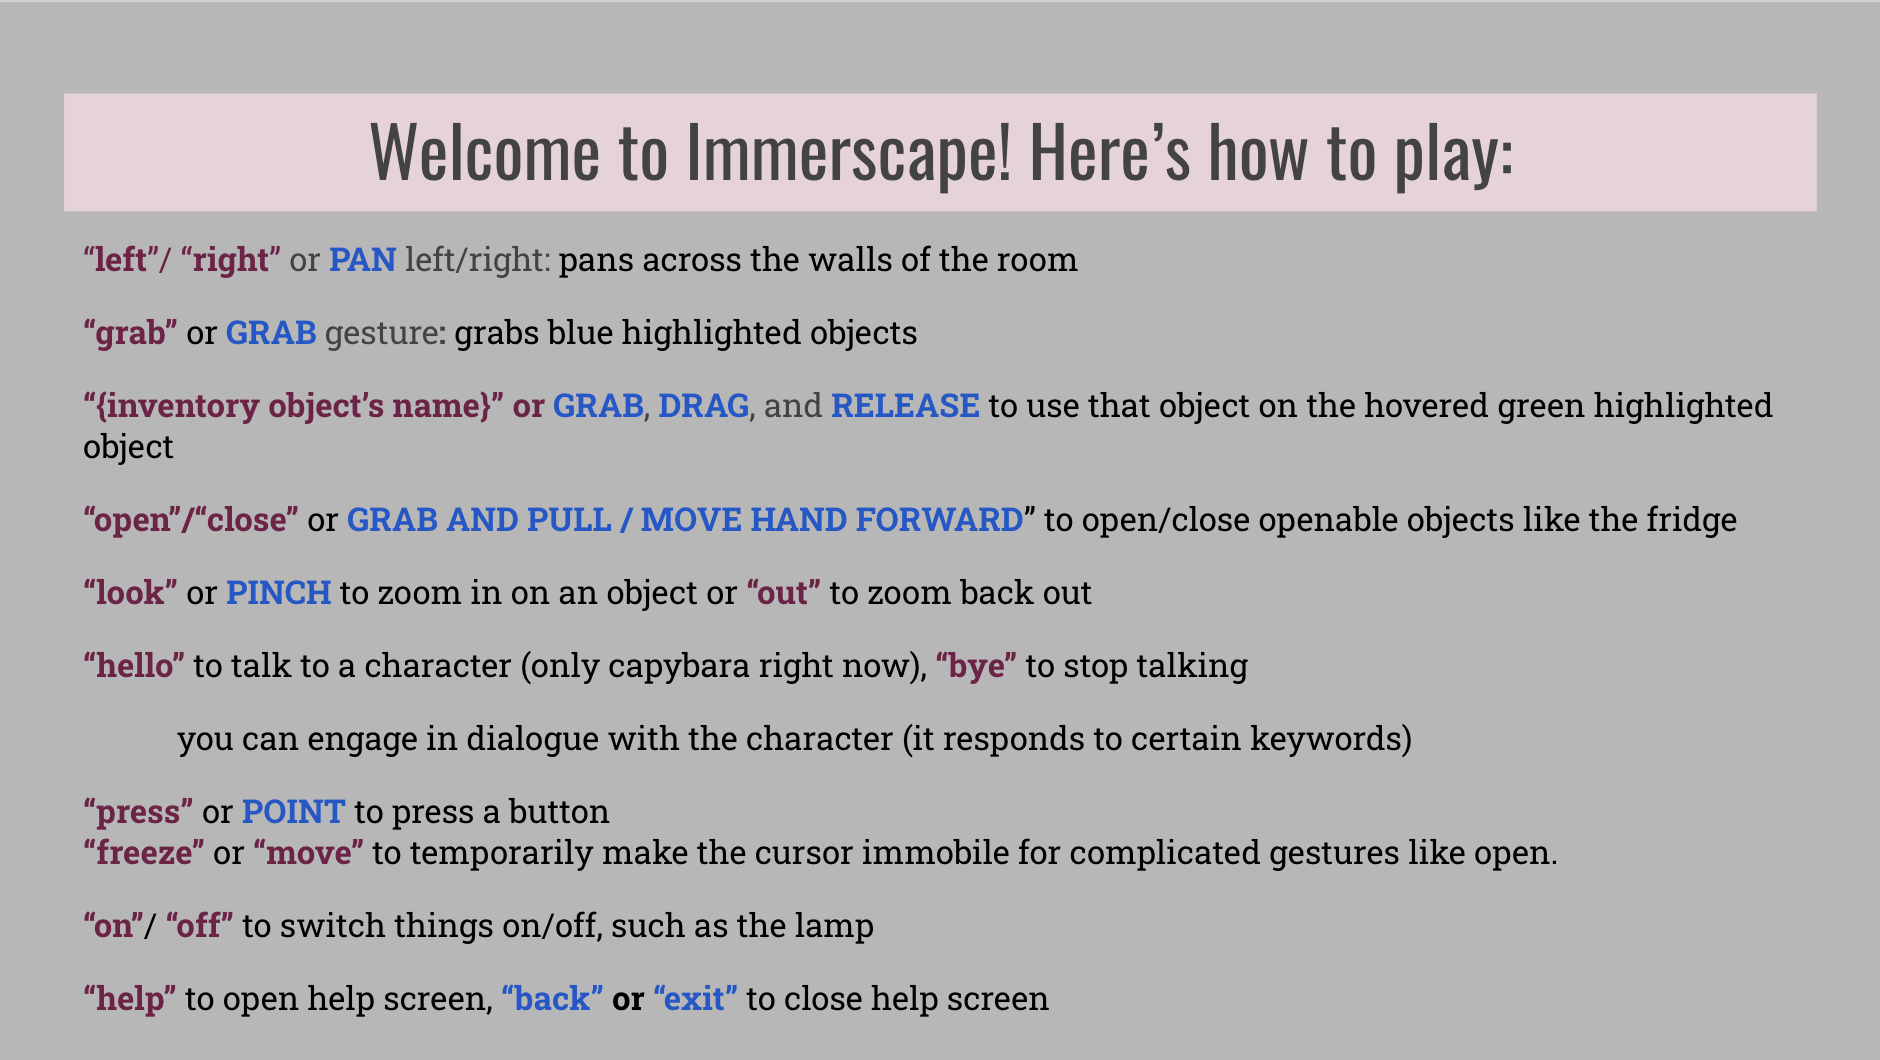 Welcome to Immerscape! Here’s how to play:
“left”/ “right” or PAN left/right: pans across the walls of the room
“grab” or GRAB gesture: grabs blue highlighted objects
“{inventory object’s name}” or GRAB, DRAG, and RELEASE to use that object on the hovered green highlighted
object
“open”/“close” or GRAB AND PULL / MOVE HAND FORWARD” to open/close openable objects like the fridge
“look” or PINCH to zoom in on an object or “out” to zoom back out
“hello” to talk to a character (only capybara right now), “bye” to stop talking
you can engage in dialogue with the character (it responds to certain keywords)
“press” or POINT to press a button
“freeze” or “move” to temporarily make the cursor immobile for complicated gestures like open.
“on”/ “off” to switch things on/off, such as the lamp
“help” to open help screen, “back” or “exit” to close help screen